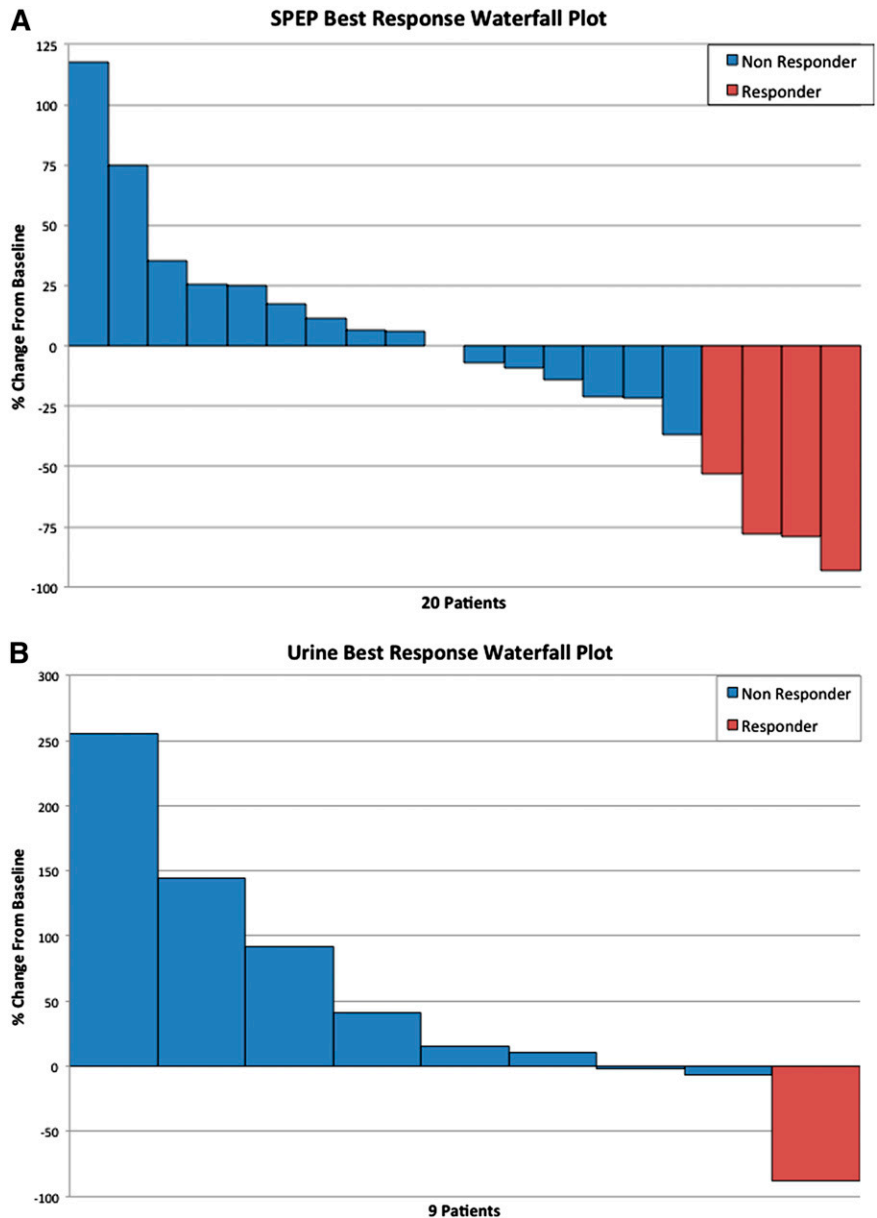 A
SPEP Best Response Waterfall Plot
Non Responder
Responder
% Change From Baseline
125
100
75
50
25
0
-25
-50
-75
-100
20 Patients
B
Urine Best Response Waterfall Plot
Non Responder
Responder
% Change From Baseline
300
250
200
150
100
50
0
-50
-100
9 Patients